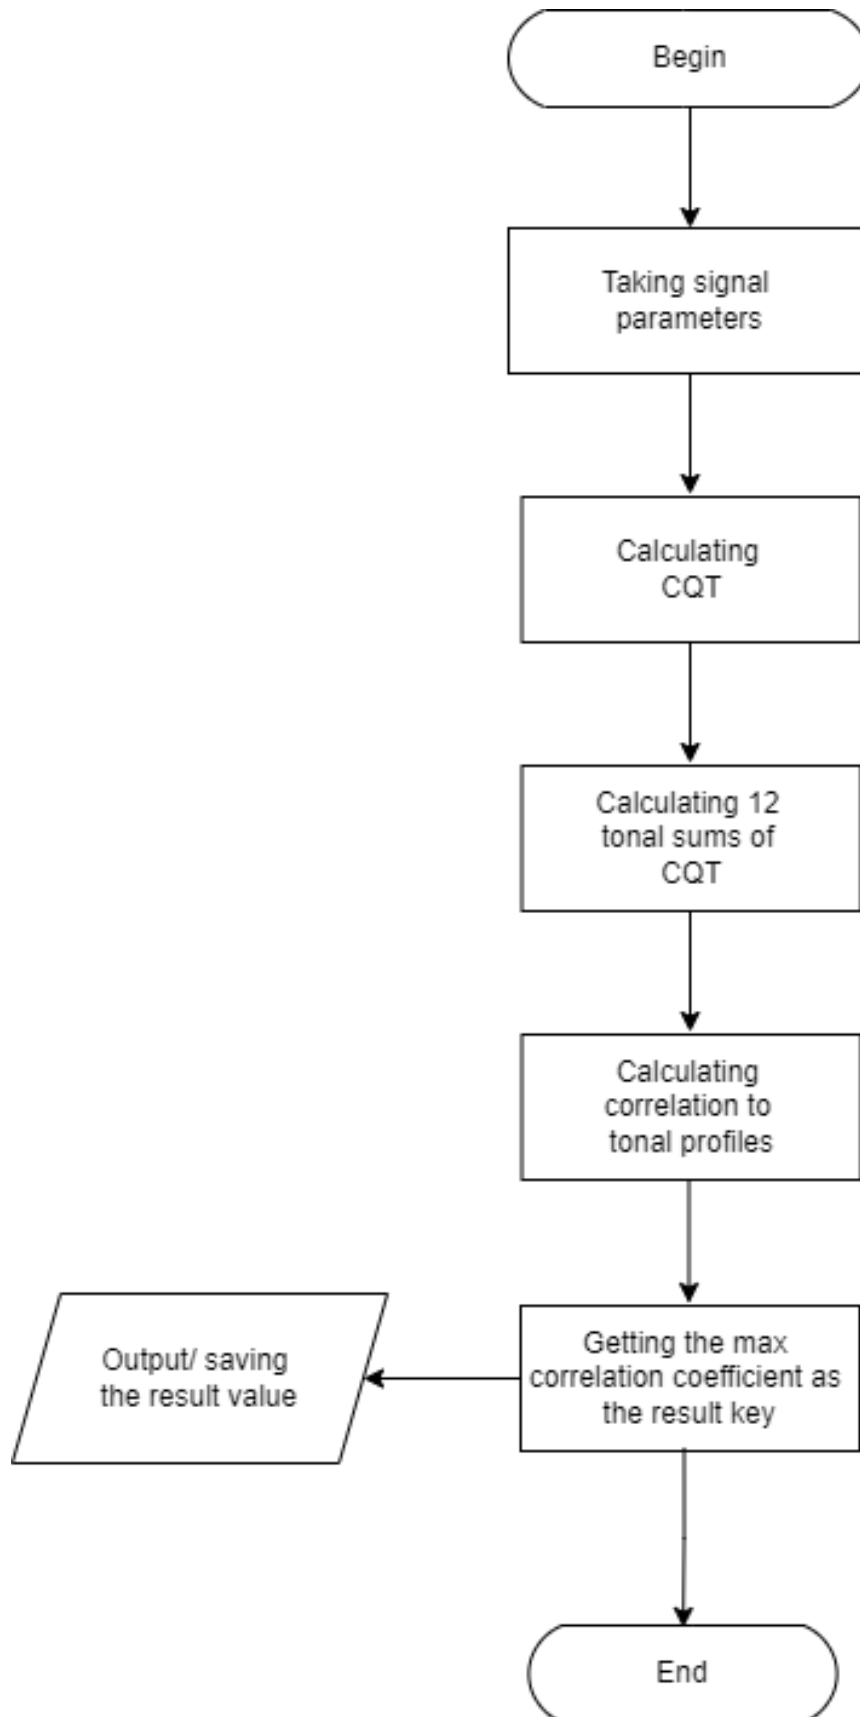 Begin
Taking signal
parameters
Calculating
CQT
Calculating 12
tonal sums of
CQT
Calculating
correlation to
tonal profiles
Getting the max
correlation coefficient as
the result key
Output/ saving
the result value
End